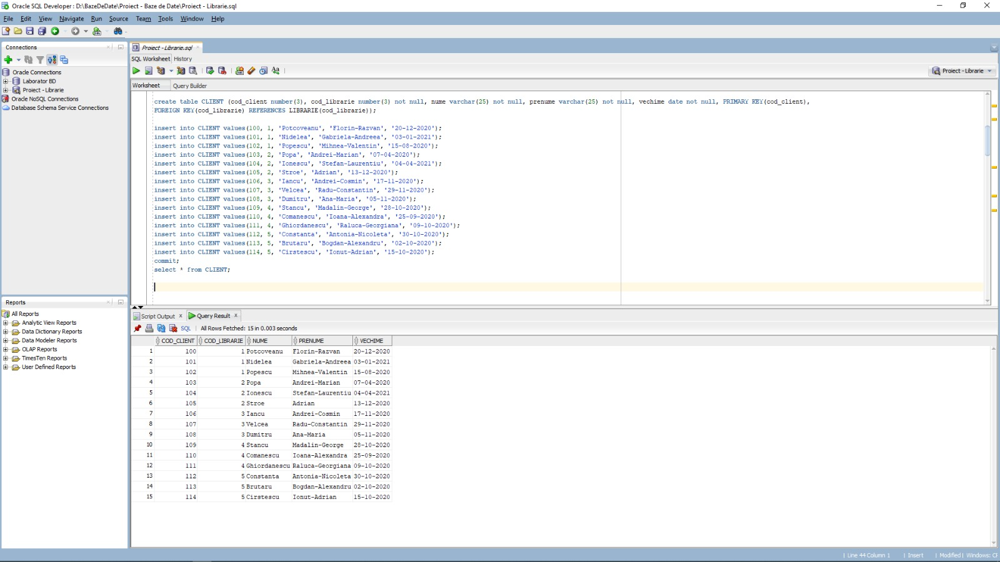 Oracle SQL Developer : D:\BazeDeDate\Proiect - Baze de Date\Proiect - Librarie.sql
File Edit View Navigate Run Source Team Tools Window Help
Connections
Oracle Connections
Laborator BD
Proiect - Librarie
Oracle NoSQL Connections
Database Schema Service Connections
Reports
All Reports
Analytic View Reports
Data Dictionary Reports
Data Modeler Reports
OLAP Reports
TimesTen Reports
User Defined Reports
Proiect - Librarie.sql
SQL Worksheet History
Proiect - Librarie
Worksheet Query Builder
create table CLIENT (cod_client number(3), cod_librarie number(3) not null, nume varchar(25) not null, prenume varchar(25) not null, vechime date not null, PRIMARY KEY(cod_client),
FOREIGN KEY(cod_librarie) REFERENCES LIBRARIE(cod_librarie));
insert into CLIENT values(100, 1, 'Potcoveanu', 'Florin-Razvan', '20-12-2020');
insert into CLIENT values(101, 1, 'Nidelea', 'Gabriela-Andreea', '03-01-2021');
insert into CLIENT values(102, 1, 'Popescu', 'Mihnea-Valentin', '15-08-2020');
insert into CLIENT values(103, 2, 'Popa', 'Andrei-Marian', '07-04-2020');
insert into CLIENT values(104, 2, 'Ionescu', 'Stefan-Laurentiu', '04-04-2021');
insert into CLIENT values(105, 2, 'Stroe', 'Adrian', '13-12-2020');
insert into CLIENT values(106, 3, 'Iancu', 'Andrei-Cosmin', '17-11-2020');
insert into CLIENT values(107, 3, 'Velcea', 'Radu-Constantin', '29-11-2020');
insert into CLIENT values(108, 3, 'Dumitru', 'Ana-Maria', '05-11-2020');
insert into CLIENT values(109, 4, 'Stancu', 'Madalin-George', '28-10-2020');
insert into CLIENT values(110, 4, 'Comanescu', 'Ioana-Alexandra', '25-09-2020');
insert into CLIENT values(111, 4, 'Ghiordanescu', 'Raluca-Georgiana', '09-10-2020');
insert into CLIENT values(112, 5, 'Constanta', 'Antonia-Nicoleta', '30-10-2020');
insert into CLIENT values(113, 5, 'Brutaru', 'Bogdan-Alexandru', '02-10-2020');
insert into CLIENT values(114, 5, 'Cirstescu', 'Ionut-Adrian', '15-10-2020');
commit;
select * from CLIENT;
Script Output Query Result
SQL All Rows Fetched: 15 in 0.003 seconds
COD_CLIENT COD_LIBRARIE NUME PRENUME VECHIME
1 100 1 Potcoveanu Florin-Razvan 20-12-2020
2 101 1 Nidelea Gabriela-Andreea 03-01-2021
3 102 1 Popescu Mihnea-Valentin 15-08-2020
4 103 2 Popa Andrei-Marian 07-04-2020
5 104 2 Ionescu Stefan-Laurentiu 04-04-2021
6 105 2 Stroe Adrian 13-12-2020
7 106 3 Iancu Andrei-Cosmin 17-11-2020
8 107 3 Velcea Radu-Constantin 29-11-2020
9 108 3 Dumitru Ana-Maria 05-11-2020
10 109 4 Stancu Madalin-George 28-10-2020
11 110 4 Comanescu Ioana-Alexandra 25-09-2020
12 111 4 Ghiordanescu Raluca-Georgiana 09-10-2020
13 112 5 Constanta Antonia-Nicoleta 30-10-2020
14 113 5 Brutaru Bogdan-Alexandru 02-10-2020
15 114 5 Cirstescu Ionut-Adrian 15-10-2020
Line 44 Column 1 | Insert | Modified | Windows: CF